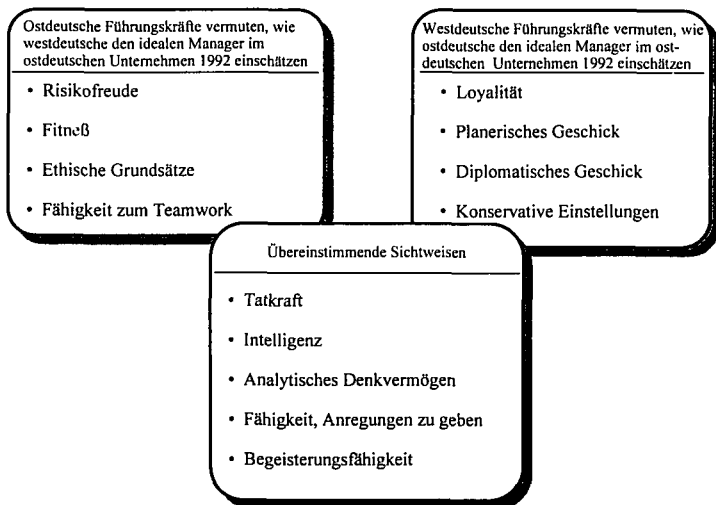 Ostdeutsche Führungskräfte vermuten, wie
westdeutsche den idealen Manager im
ostdeutschen Unternehmen 1992 einschätzen
• Risikofreude
• Fitneß
• Ethische Grundsätze
• Fähigkeit zum Teamwork
Westdeutsche Führungskräfte vermuten, wie
ostdeutsche den idealen Manager im ost-
deutschen Unternehmen 1992 einschätzen
• Loyalität
• Planerisches Geschick
• Diplomatisches Geschick
• Konservative Einstellungen
Übereinstimmende Sichtweisen
• Tatkraft
• Intelligenz
• Analytisches Denkvermögen
• Fähigkeit, Anregungen zu geben
• Begeisterungsfähigkeit